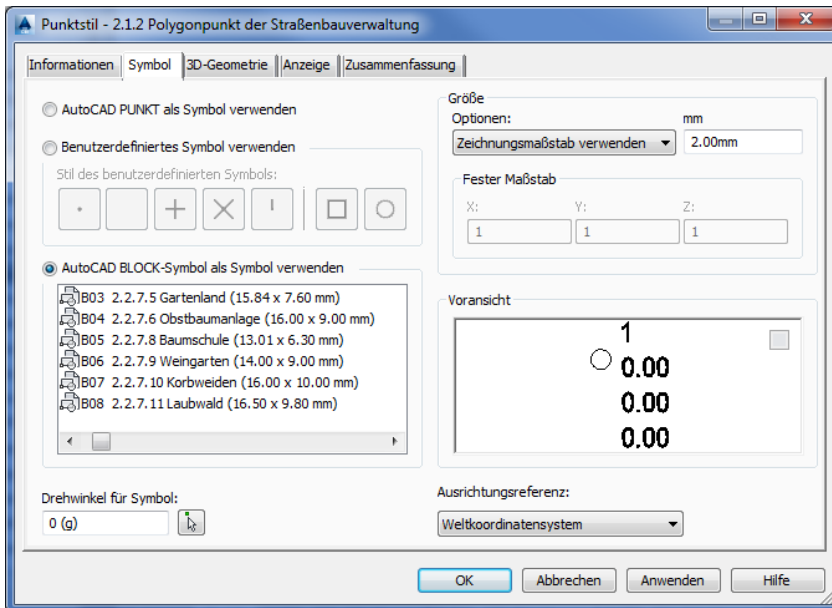 Punktstil - 2.1.2 Polygonpunkt der Straßenbauverwaltung
Informationen Symbol 3D-Geometrie Anzeige Zusammenfassung
AutoCAD PUNKT als Symbol verwenden
Benutzerdefiniertes Symbol verwenden
Stil des benutzerdefinierten Symbols:
AutoCAD BLOCK-Symbol als Symbol verwenden
B03 2.2.7.5 Gartenland (15.84 x 7.60 mm)
B04 2.2.7.6 Obstbaumanlage (16.00 x 9.00 mm)
B05 2.2.7.8 Baumschule (13.01 x 6.30 mm)
B06 2.2.7.9 Weingarten (14.00 x 9.00 mm)
B07 2.2.7.10 Korbweiden (16.00 x 10.00 mm)
B08 2.2.7.11 Laubwald (16.50 x 9.80 mm)
Drehwinkel für Symbol:
0 (g)
Größe
Optionen: mm
Zeichnungsmaßstab verwenden 2.00mm
Fester Maßstab
X: Y: Z:
1 1 1
Voransicht
1
0.00
0.00
0.00
Ausrichtungsreferenz:
Weltkoordinatensystem
OK Abbrechen Anwenden Hilfe